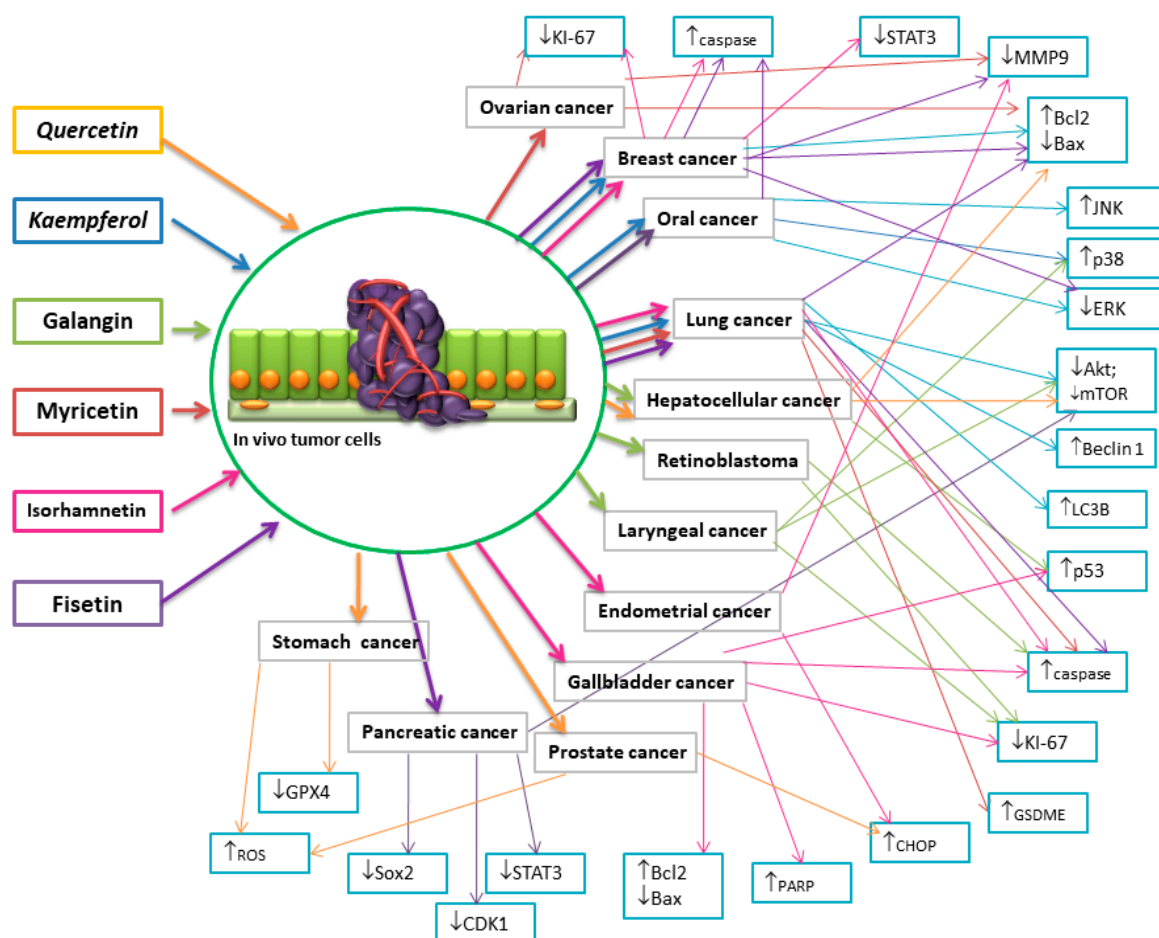 ↓KI-67
↑caspase
↓STAT3
↓MMP9
Ovarian cancer
↑Bcl2
↓Bax
Quercetin
Breast cancer
Kaempferol
Oral cancer
↑JNK
↑p38
↓ERK
Galangin
Lung cancer
↓Akt;
↓mTOR
Myricetin
Hepatocellular cancer
In vivo tumor cells
↑Beclin 1
Retinoblastoma
↑LC3B
Isorhamnetin
Laryngeal cancer
↑p53
Fisetin
Endometrial cancer
Stomach cancer
↑caspase
Gallbladder cancer
Pancreatic cancer
↓KI-67
Prostate cancer
↓GPX4
↑GSDME
↑ROS
↑CHOP
↓Sox2
↓STAT3
↑Bcl2
↓Bax
↑PARP
↓CDK1